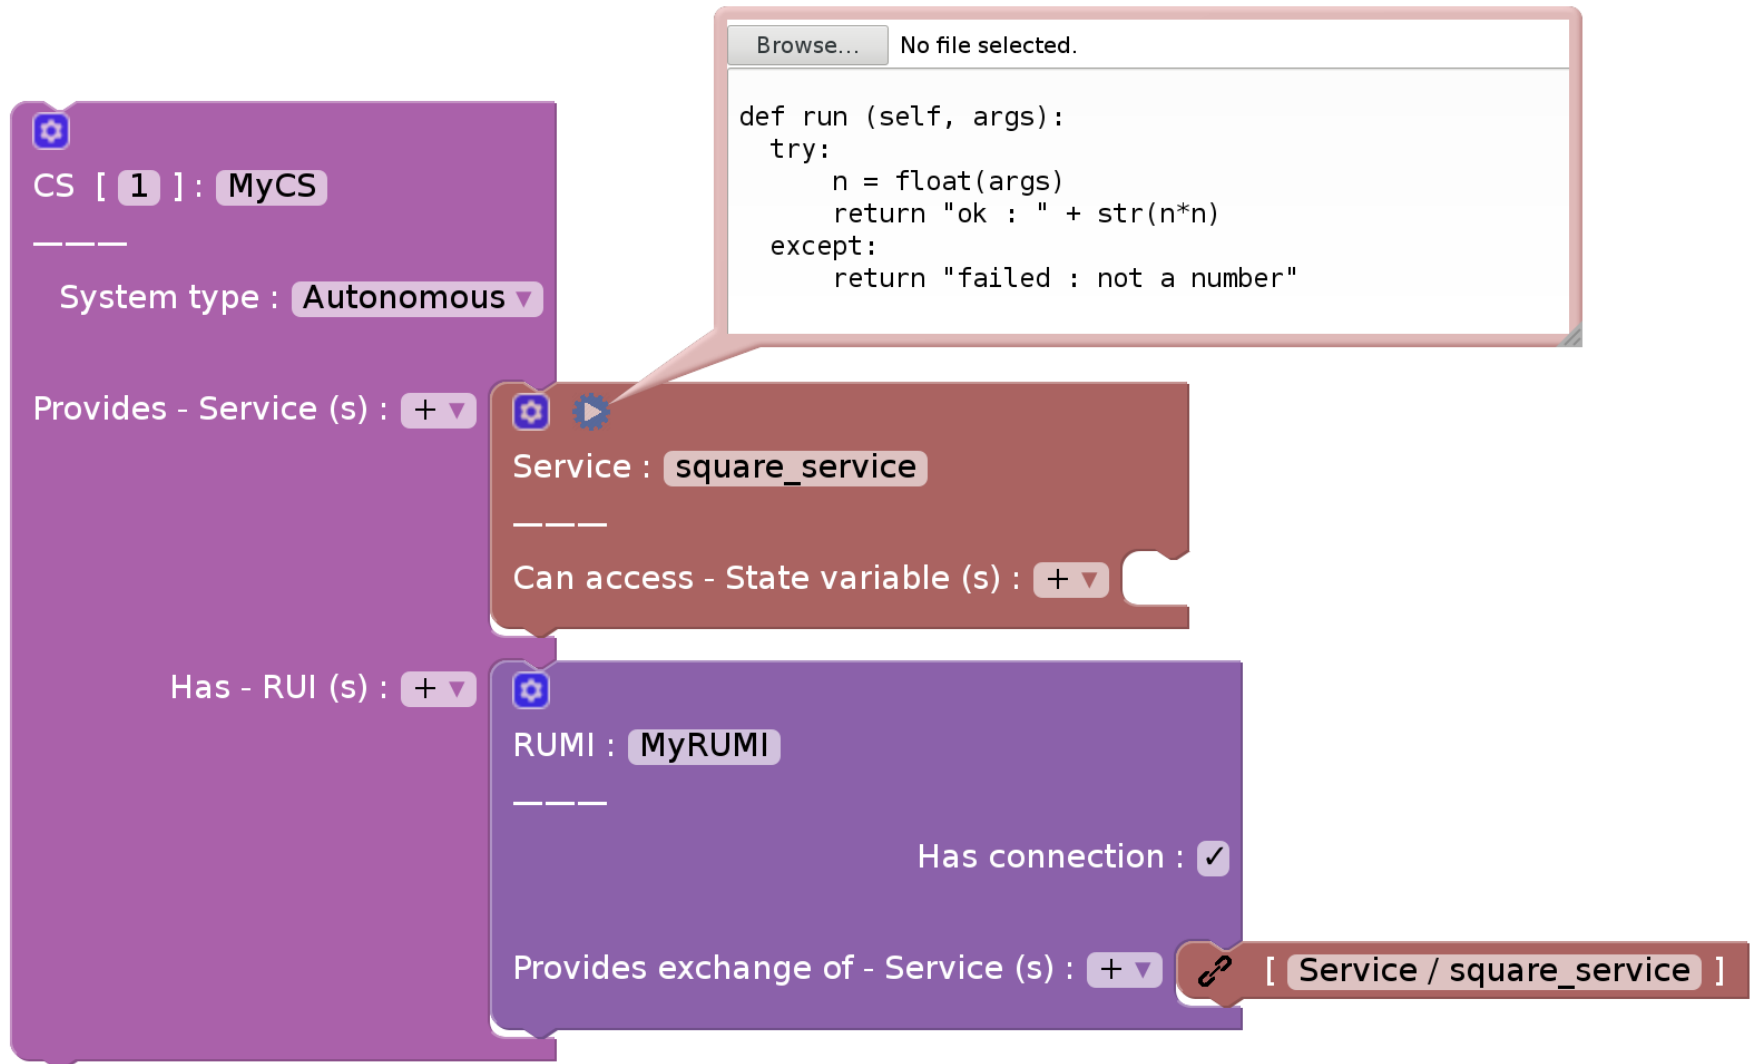 Browse... No file selected.
def run (self, args):
  try:
      n = float(args)
      return "ok : " + str(n*n)
  except:
      return "failed : not a number"
CS [ 1 ] : MyCS
———
System type : Autonomous ▼
Provides - Service (s) : + ▼
Service : square_service
———
Can access - State variable (s) : + ▼
Has - RUI (s) : + ▼
RUMI : MyRUMI
———
Has connection : ✓
Provides exchange of - Service (s) : + ▼ [ Service / square_service ]